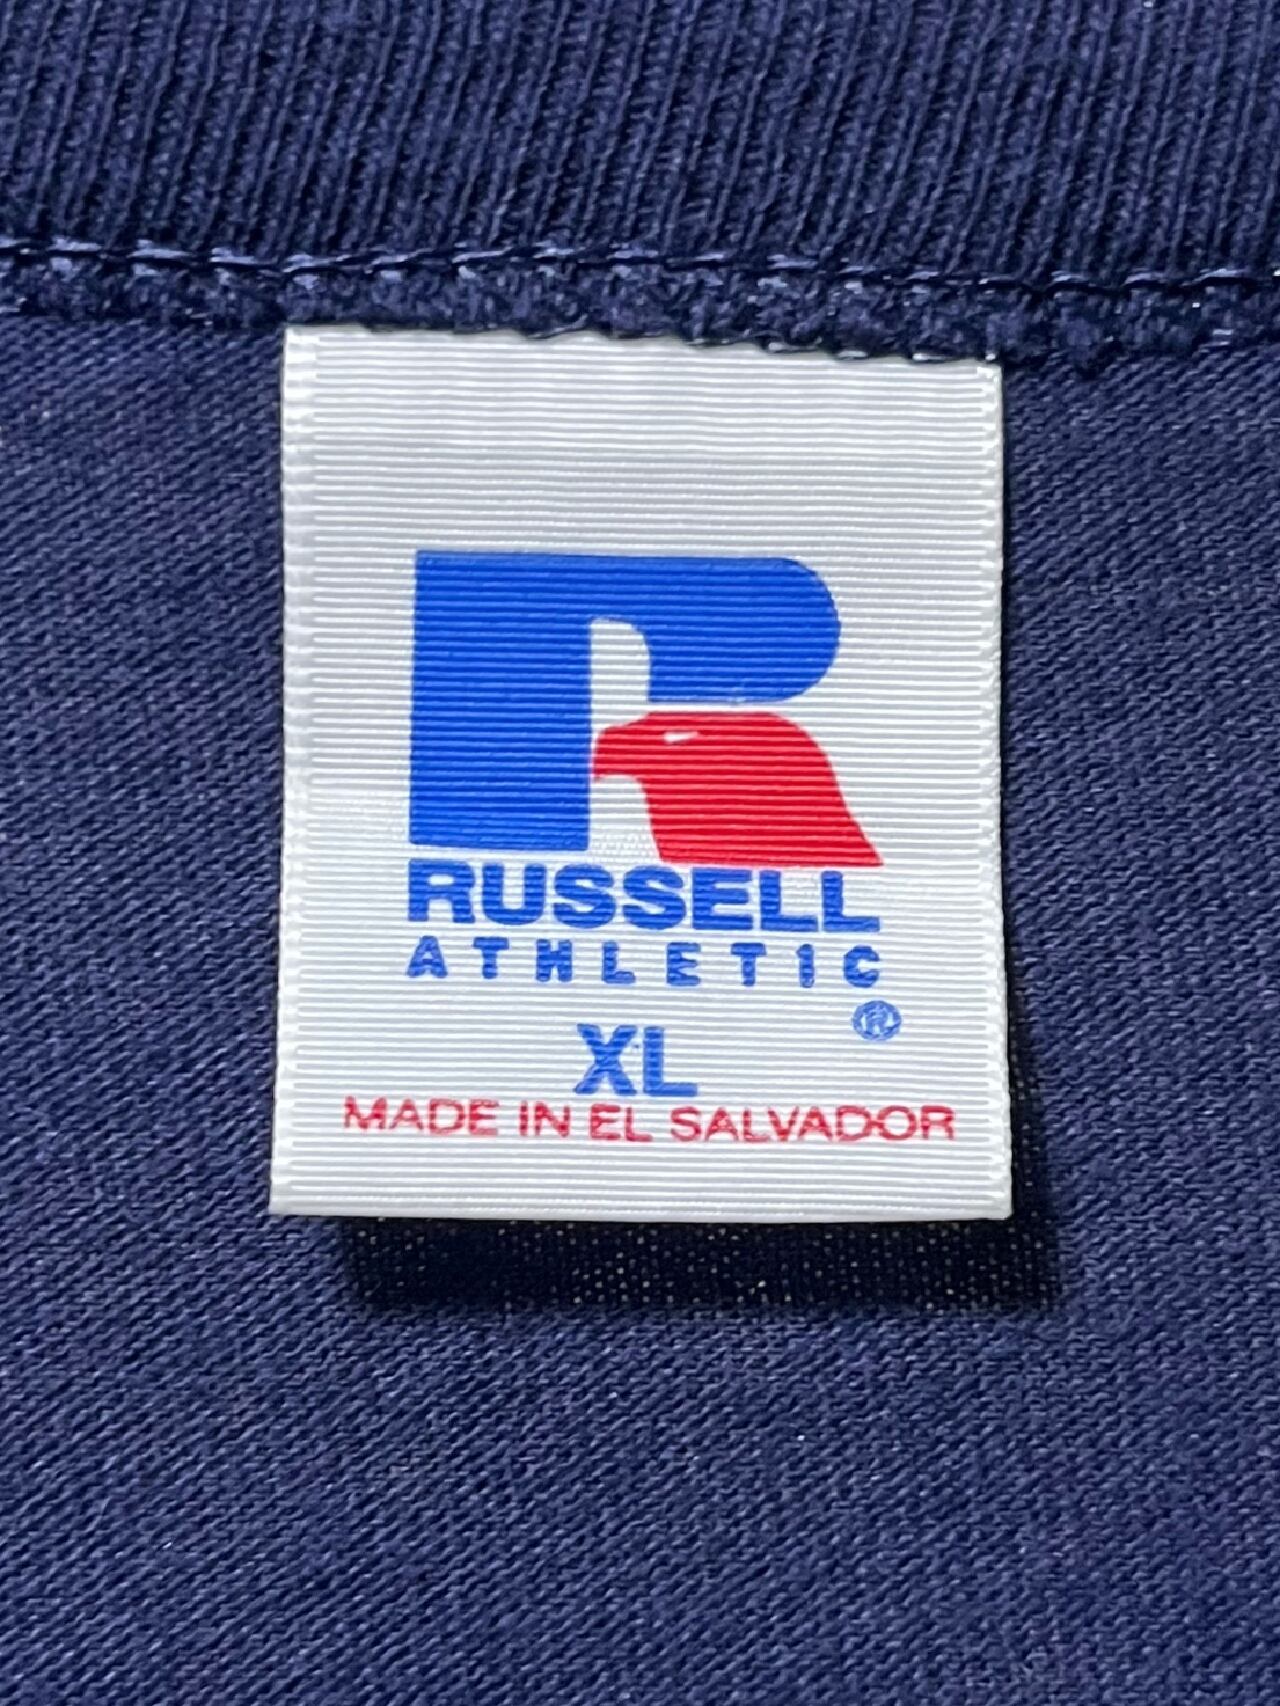 R
RUSSELL
ATHLETIC
®
XL
MADE IN EL SALVADOR